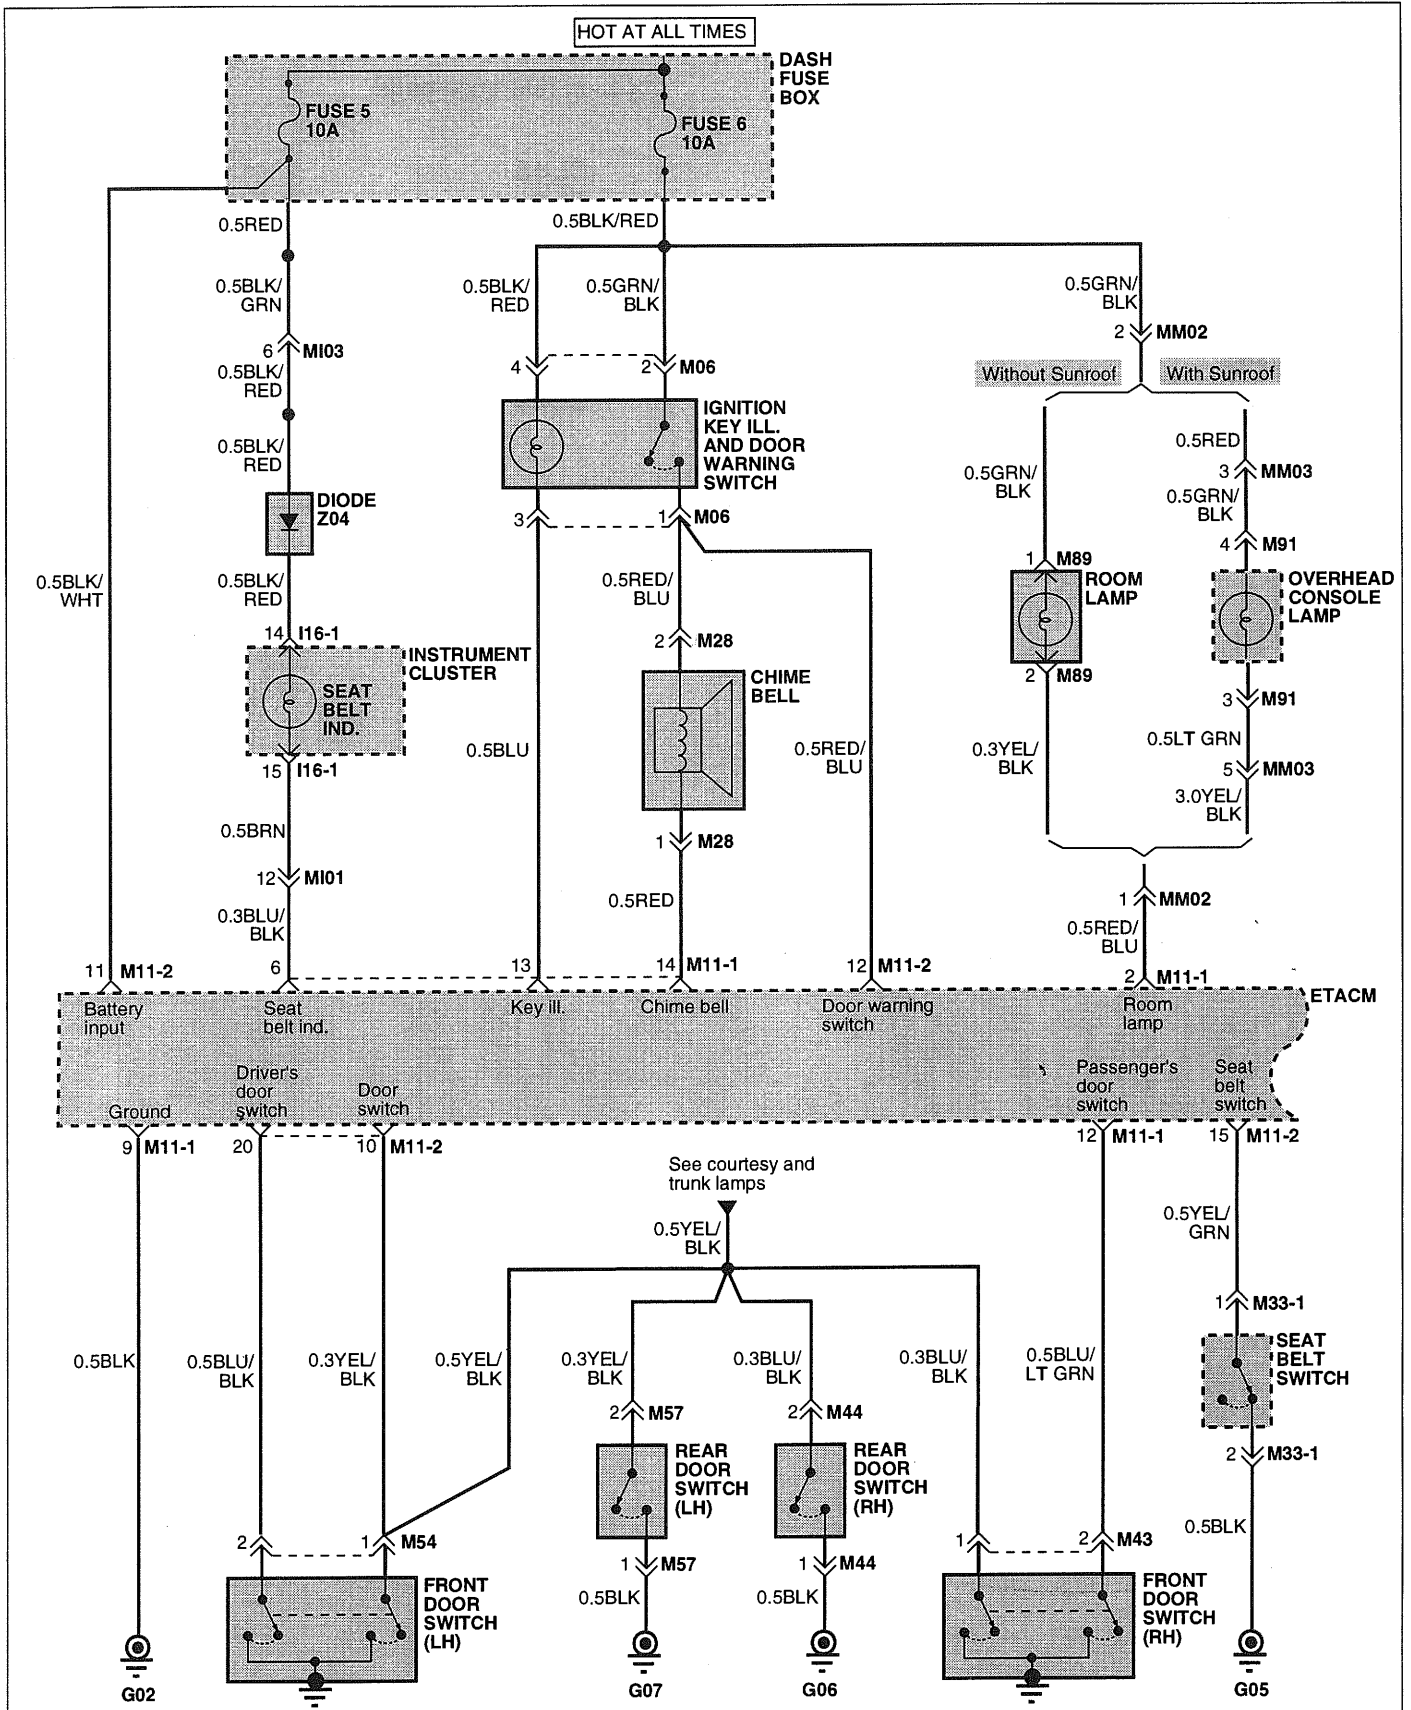 HOT AT ALL TIMES
DASH
FUSE
BOX
FUSE 5
10A
FUSE 6
10A
0.5RED
0.5BLK/RED
0.5BLK/
GRN
0.5BLK/
RED
0.5GRN/
BLK
0.5GRN/
BLK
6 MI03
2 MM02
0.5BLK/
RED
4
2 M06
Without Sunroof
With Sunroof
IGNITION
KEY ILL.
AND DOOR
WARNING
SWITCH
0.5BLK/
RED
0.5RED
3 MM03
0.5GRN/
BLK
0.5GRN/
BLK
DIODE
Z04
3
1 M06
4 M91
0.5BLK/
WHT
0.5BLK/
RED
0.5RED/
BLU
1 M89
ROOM
LAMP
OVERHEAD
CONSOLE
LAMP
14 I16-1
2 M28
INSTRUMENT
CLUSTER
SEAT
BELT
IND.
CHIME
BELL
2 M89
3 M91
15 I16-1
0.5BLU
0.5RED/
BLU
0.3YEL/
BLK
0.5LT GRN
5 MM03
3.0YEL/
BLK
0.5BRN
1 M28
12 MI01
0.5RED
1 MM02
0.3BLU/
BLK
0.5RED/
BLU
11 M11-2
6
13
14 M11-1
12 M11-2
2 M11-1
ETACM
Battery
input
Seat
belt ind.
Key ill.
Chime bell
Door warning
switch
Room
lamp
Ground
Driver's
door
switch
Door
switch
Passenger's
door
switch
Seat
belt
switch
9 M11-1
20
10 M11-2
12 M11-1
15 M11-2
See courtesy and
trunk lamps
0.5YEL/
BLK
0.5YEL/
GRN
1 M33-1
SEAT
BELT
SWITCH
0.5BLK
0.5BLU/
BLK
0.3YEL/
BLK
0.5YEL/
BLK
0.3YEL/
BLK
0.3BLU/
BLK
0.3BLU/
BLK
0.5BLU/
LT GRN
2 M57
2 M44
2 M33-1
REAR
DOOR
SWITCH
(LH)
REAR
DOOR
SWITCH
(RH)
0.5BLK
2
1 M54
1 M57
1 M44
1
2 M43
0.5BLK
0.5BLK
FRONT
DOOR
SWITCH
(LH)
FRONT
DOOR
SWITCH
(RH)
G02
G07
G06
G05